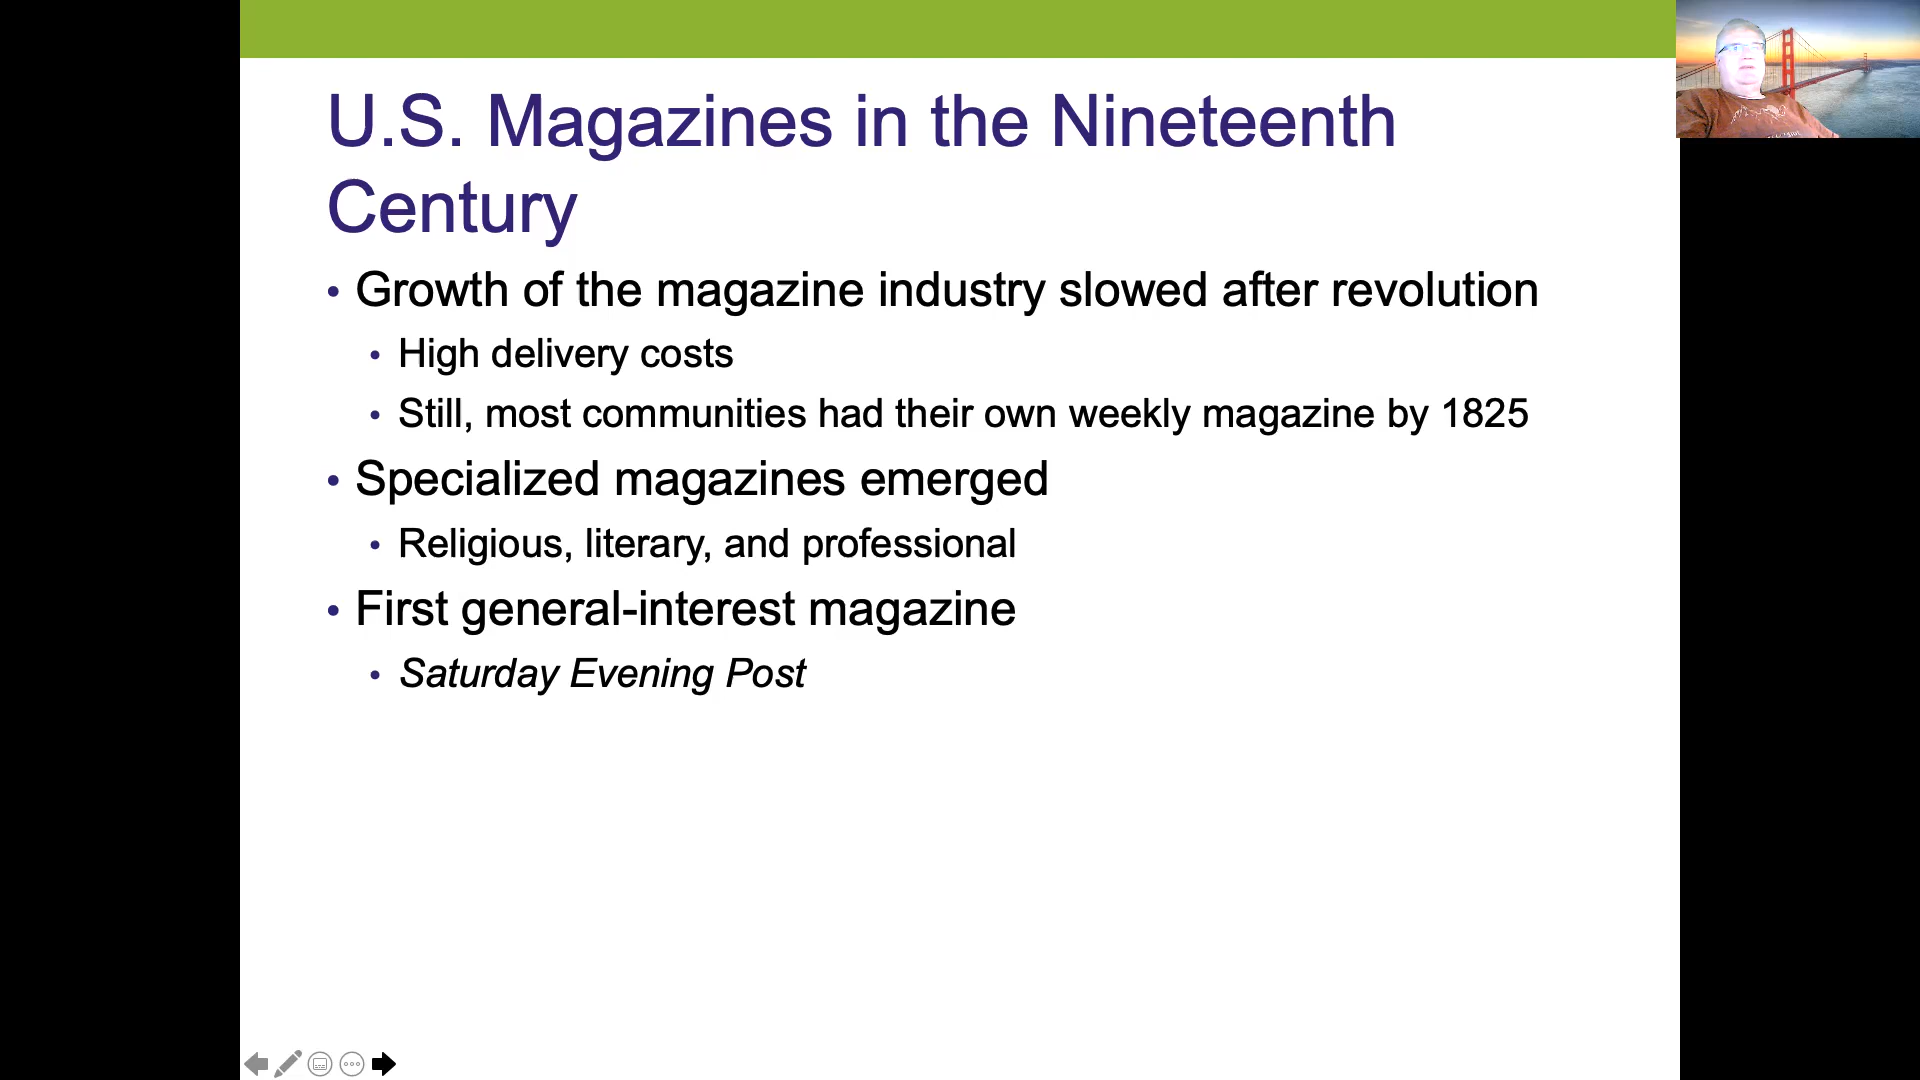 U.S. Magazines in the Nineteenth
Century
• Growth of the magazine industry slowed after revolution
• High delivery costs
• Still, most communities had their own weekly magazine by 1825
• Specialized magazines emerged
• Religious, literary, and professional
• First general-interest magazine
• Saturday Evening Post